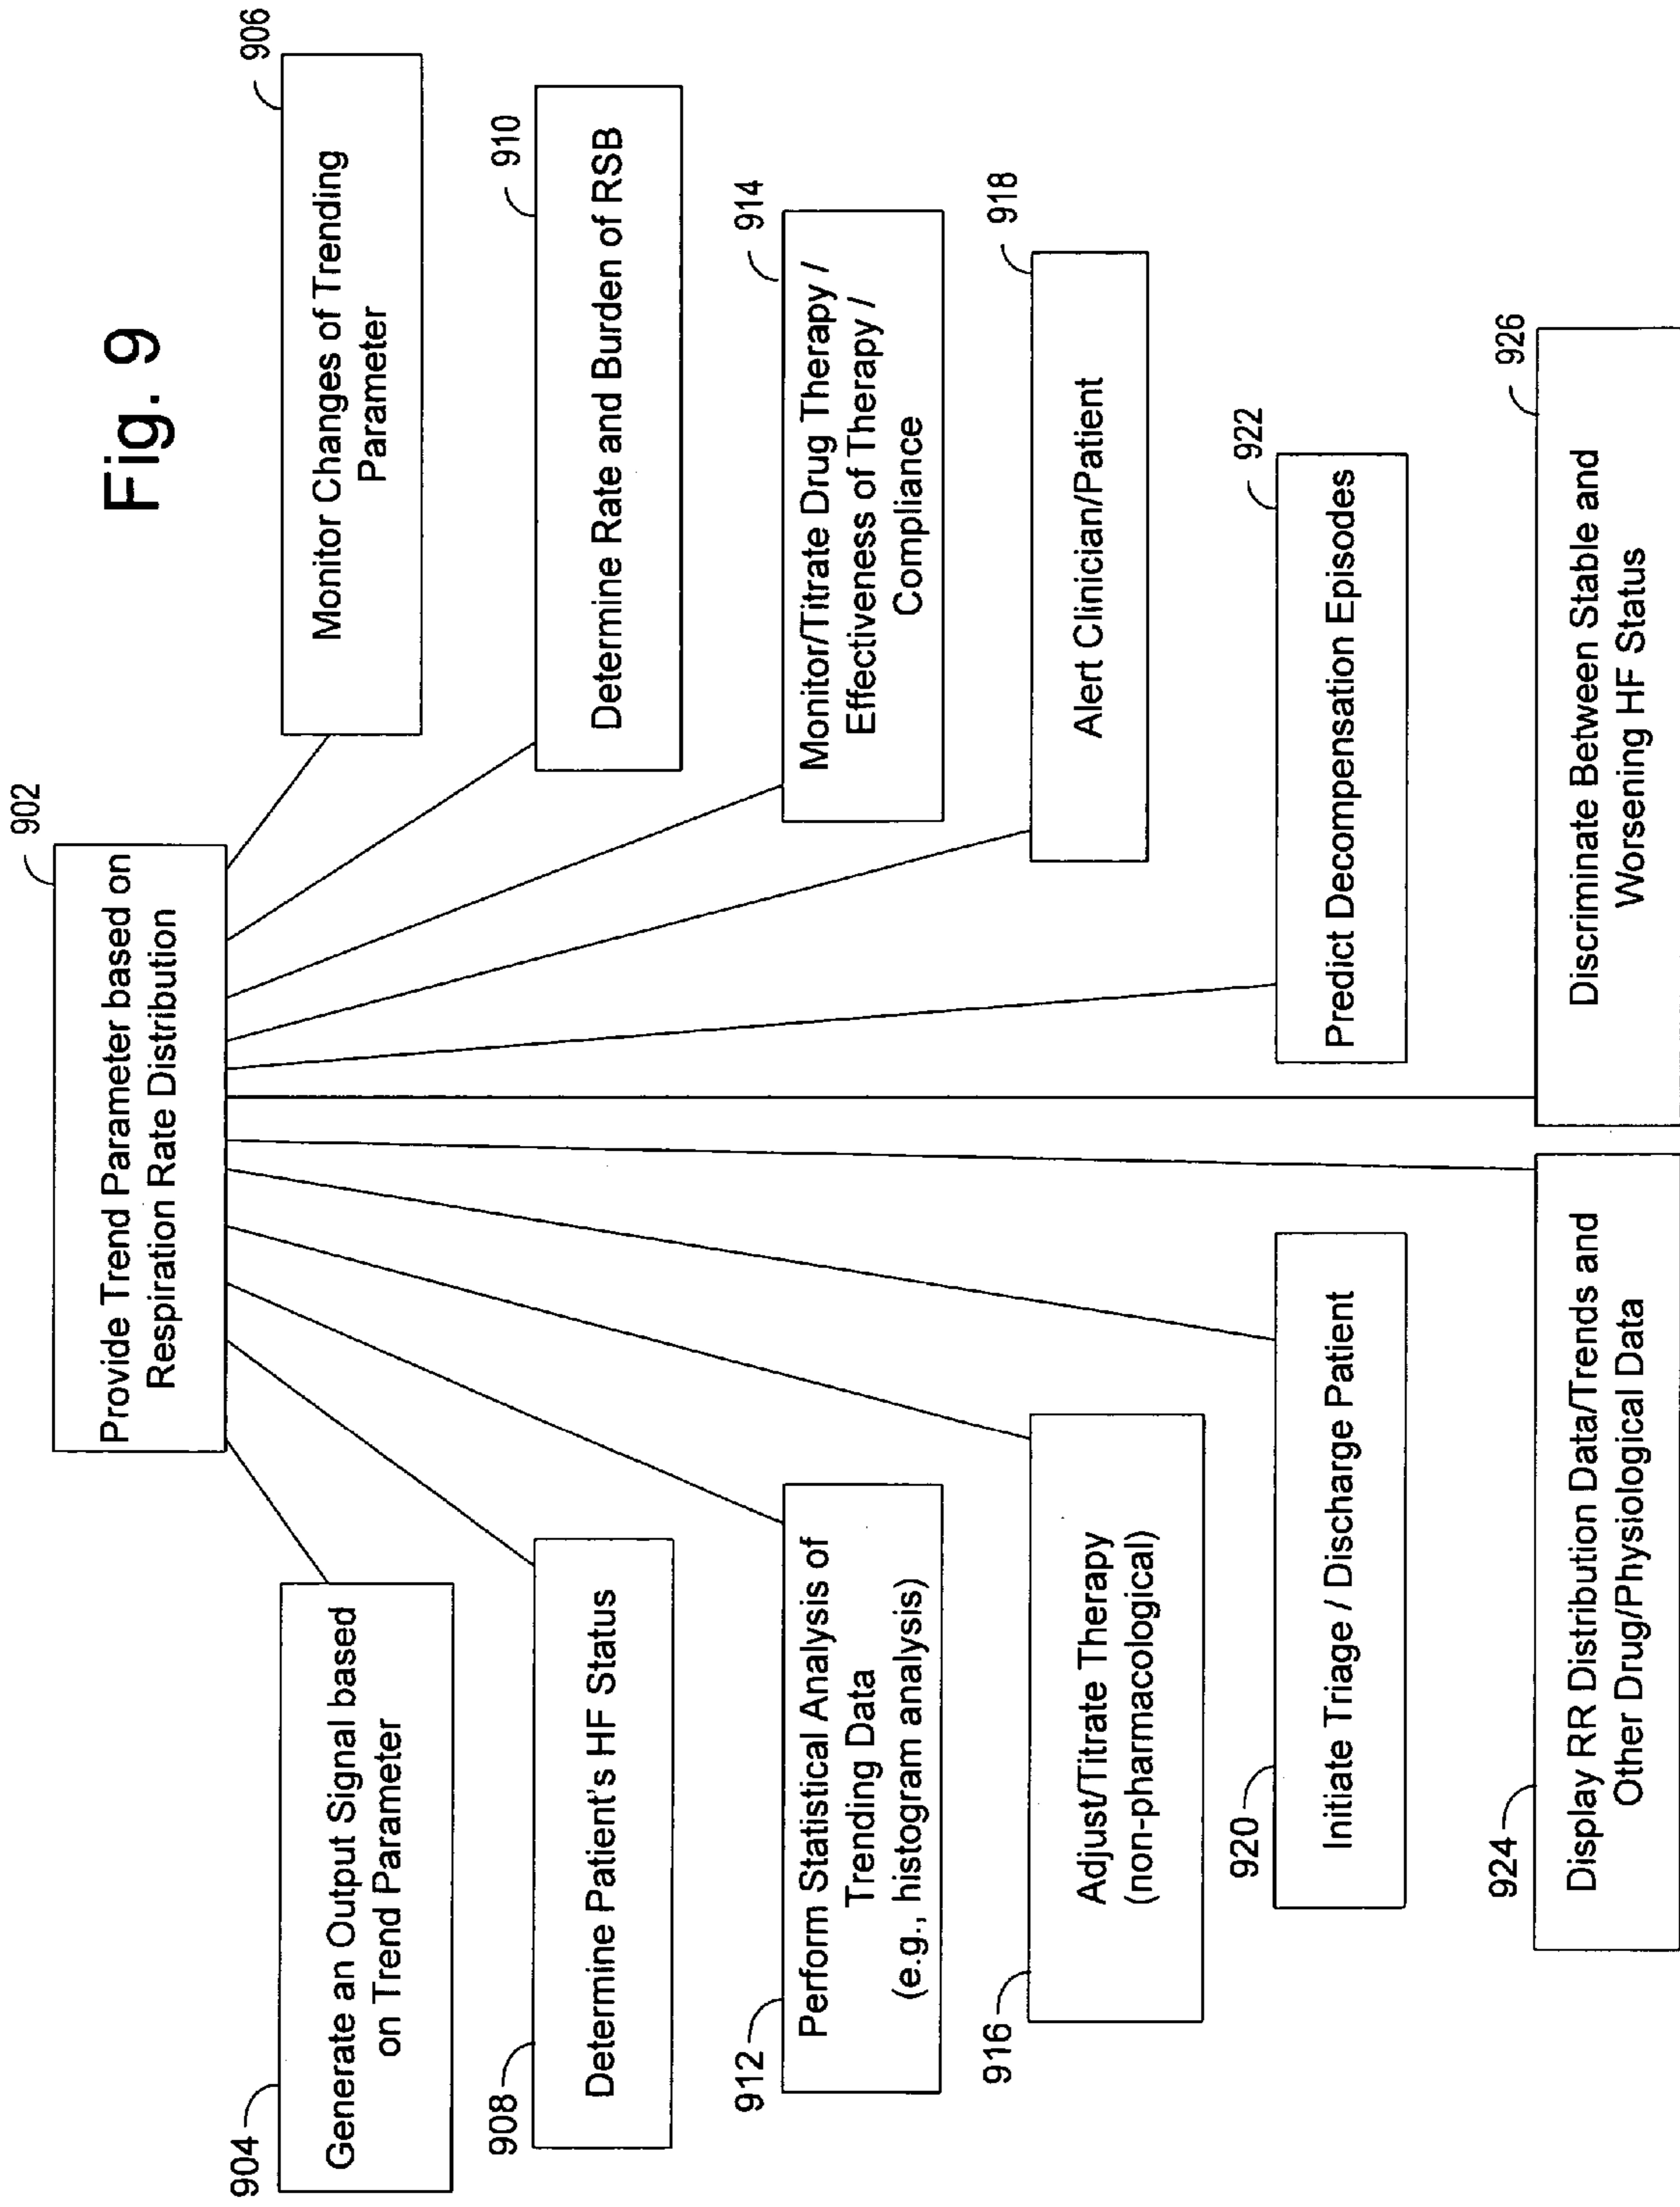 Fig. 9
902
Provide Trend Parameter based on
Respiration Rate Distribution
904
Generate an Output Signal based
on Trend Parameter
906
Monitor Changes of Trending
Parameter
908
Determine Patient's HF Status
910
Determine Rate and Burden of RSB
912
Perform Statistical Analysis of
Trending Data
(e.g., histogram analysis)
914
Monitor/Titrate Drug Therapy /
Effectiveness of Therapy /
Compliance
916
Adjust/Titrate Therapy
(non-pharmacological)
918
Alert Clinician/Patient
920
Initiate Triage / Discharge Patient
922
Predict Decompensation Episodes
924
Display RR Distribution Data/Trends and
Other Drug/Physiological Data
926
Discriminate Between Stable and
Worsening HF Status